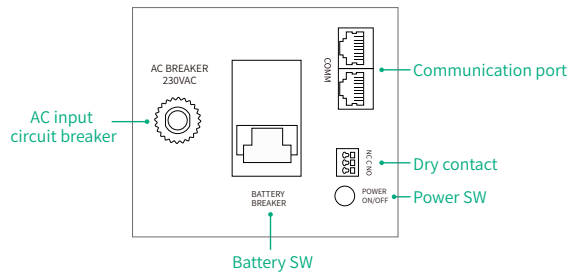 AC BREAKER
230VAC
COMM
Communication port
AC input
circuit breaker
NC C NO
Dry contact
BATTERY
BREAKER
POWER
ON/OFF
Power SW
Battery SW